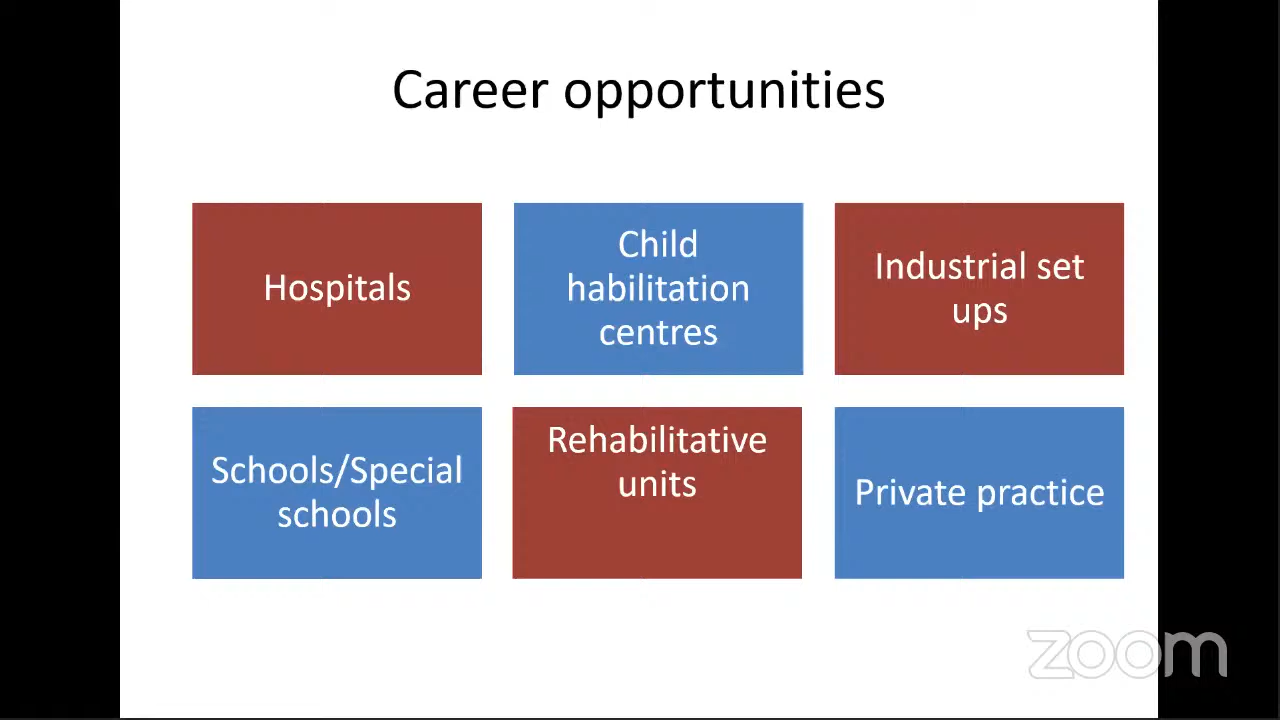 Career opportunities
Hospitals
Child
habilitation
centres
Industrial set
ups
Schools/Special
schools
Rehabilitative
units
Private practice
zoom